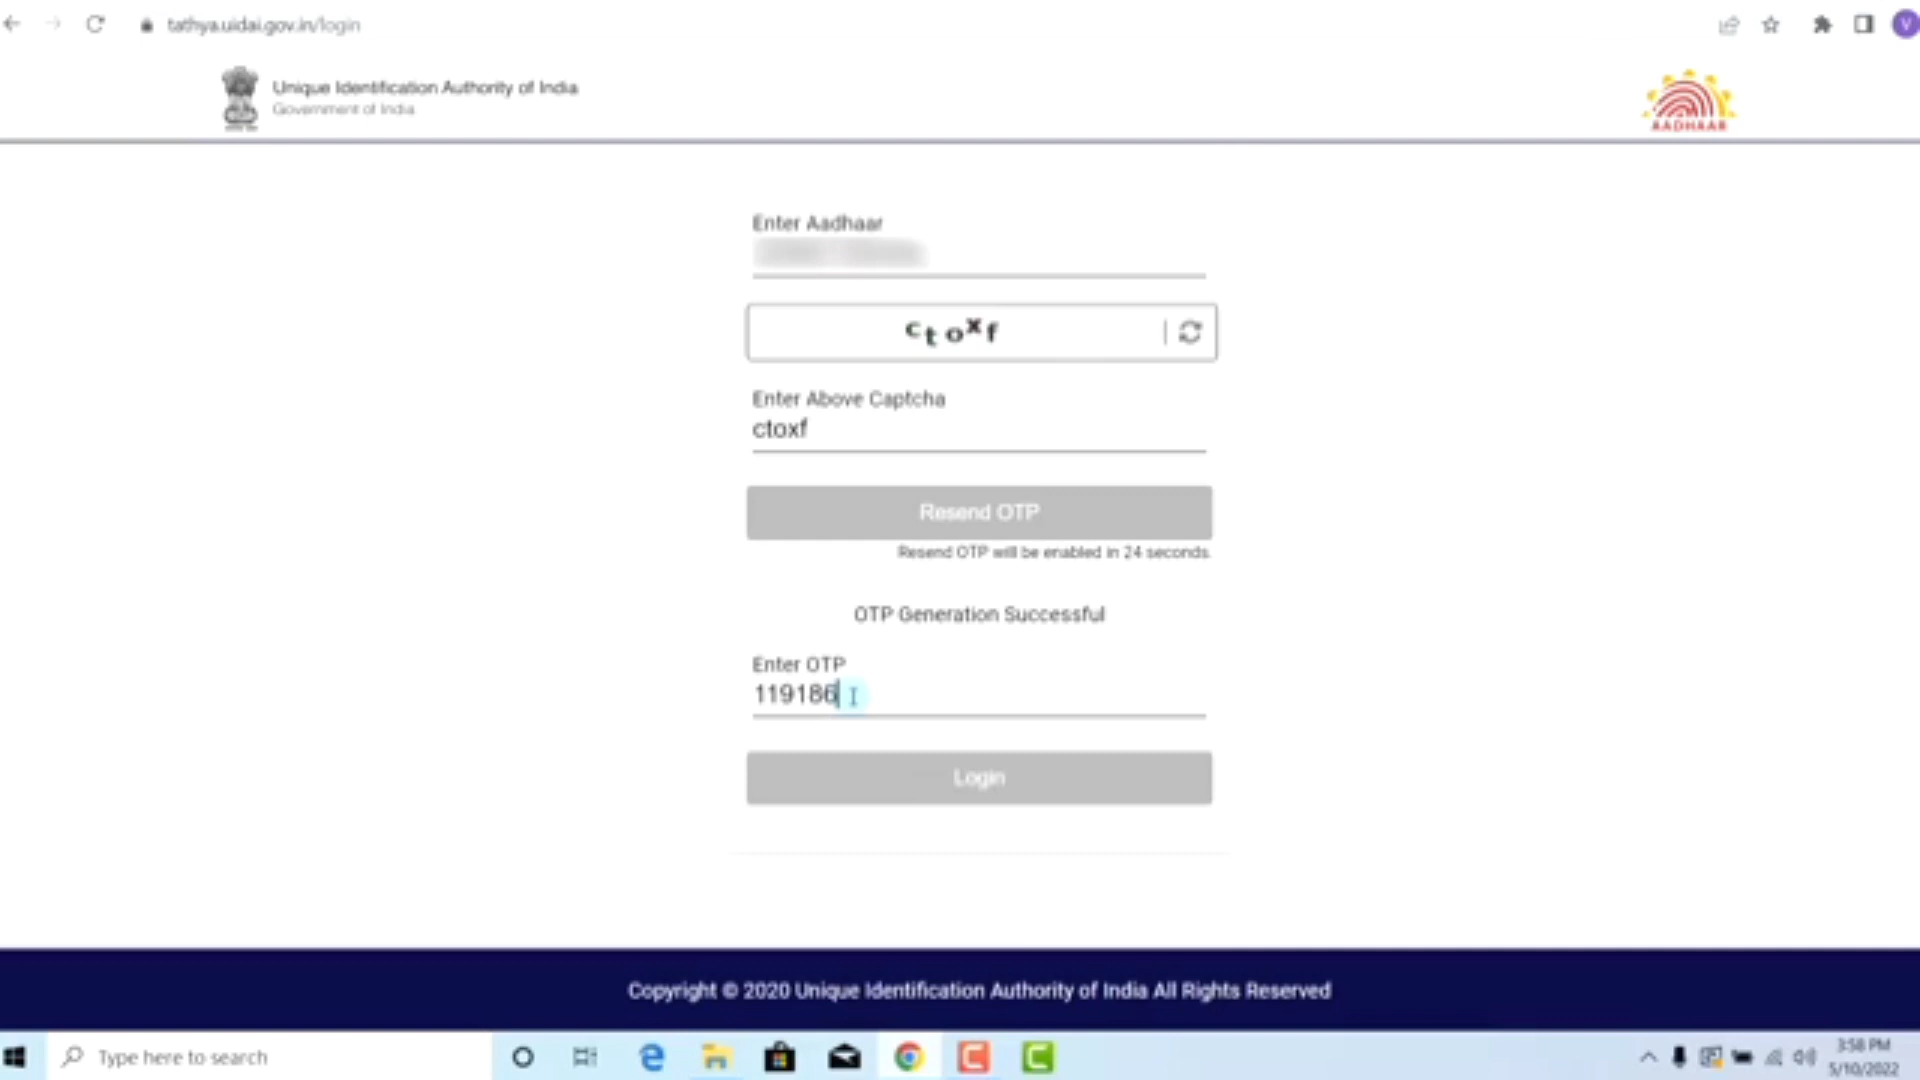 tathya.uidai.gov.in/login
V
Unique Identification Authority of India
Government of India
AADHAAR
Enter Aadhaar
ctoxf
Enter Above Captcha
ctoxf
Resend OTP
Resend OTP will be enabled in 24 seconds.
OTP Generation Successful
Enter OTP
119186
Login
Copyright © 2020 Unique Identification Authority of India All Rights Reserved
Type here to search
3:58 PM
5/10/2022